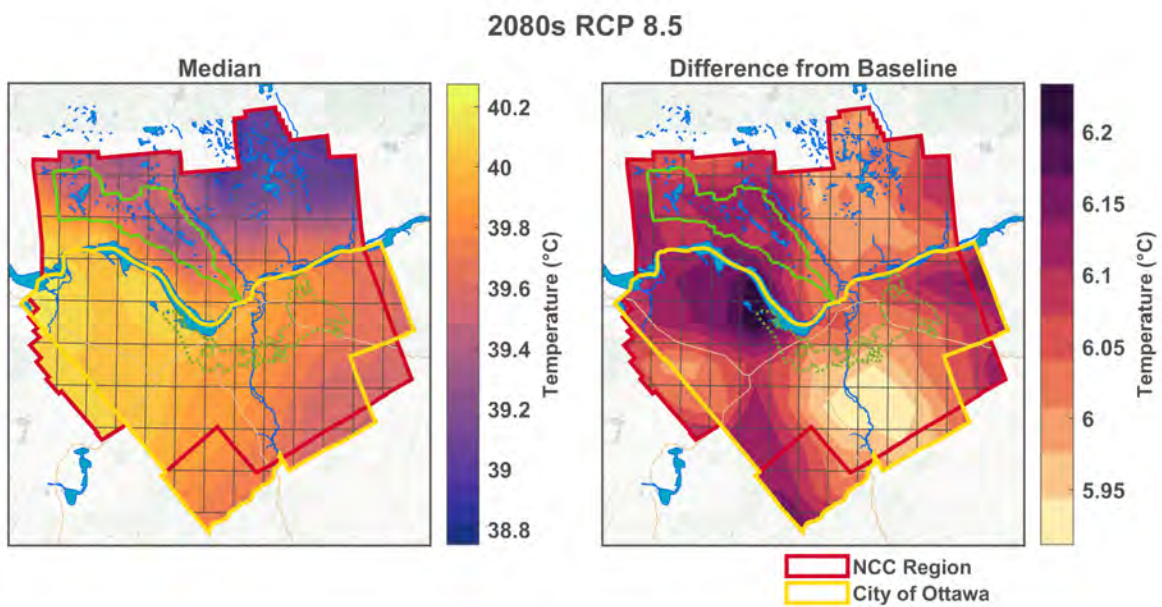 2080s RCP 8.5
Median
Difference from Baseline
40.2
40
39.8
39.6
39.4
39.2
39
38.8
Temperature (°C)
6.2
6.15
6.1
6.05
6
5.95
Temperature (°C)
NCC Region
City of Ottawa